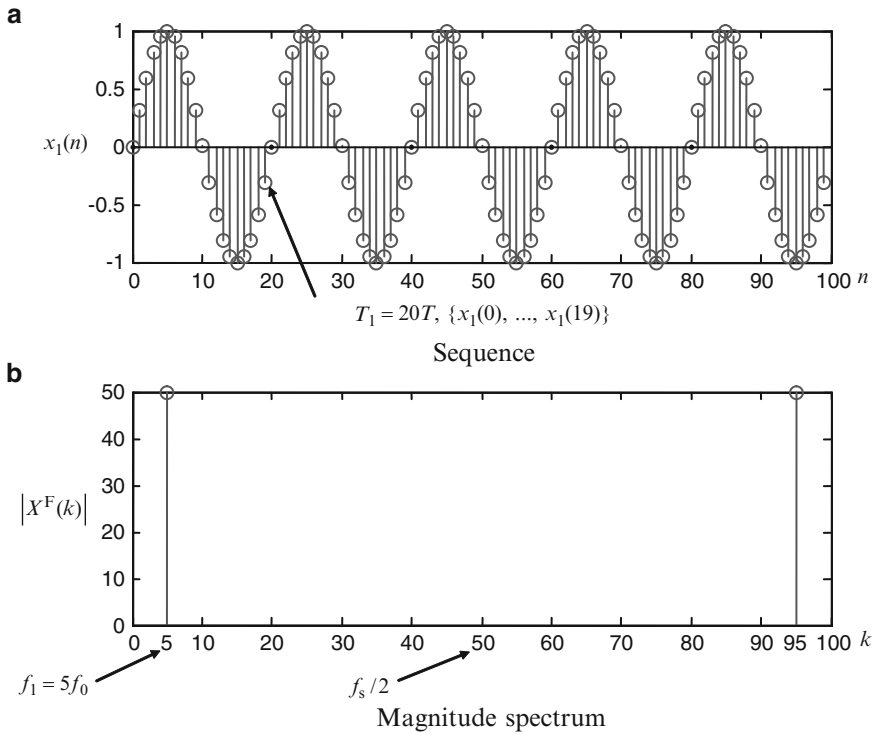 a
1
0.5
x₁(n) 0
-0.5
-1
0 10 20 30 40 50 60 70 80 90 100 n
T₁ = 20T, {x₁(0), ..., x₁(19)}
Sequence
b
50
40
30
|Xᶠ(k)|
20
10
0
0 5 10 20 30 40 50 60 70 80 90 95 100 k
f₁ = 5f₀
fₛ/2
Magnitude spectrum